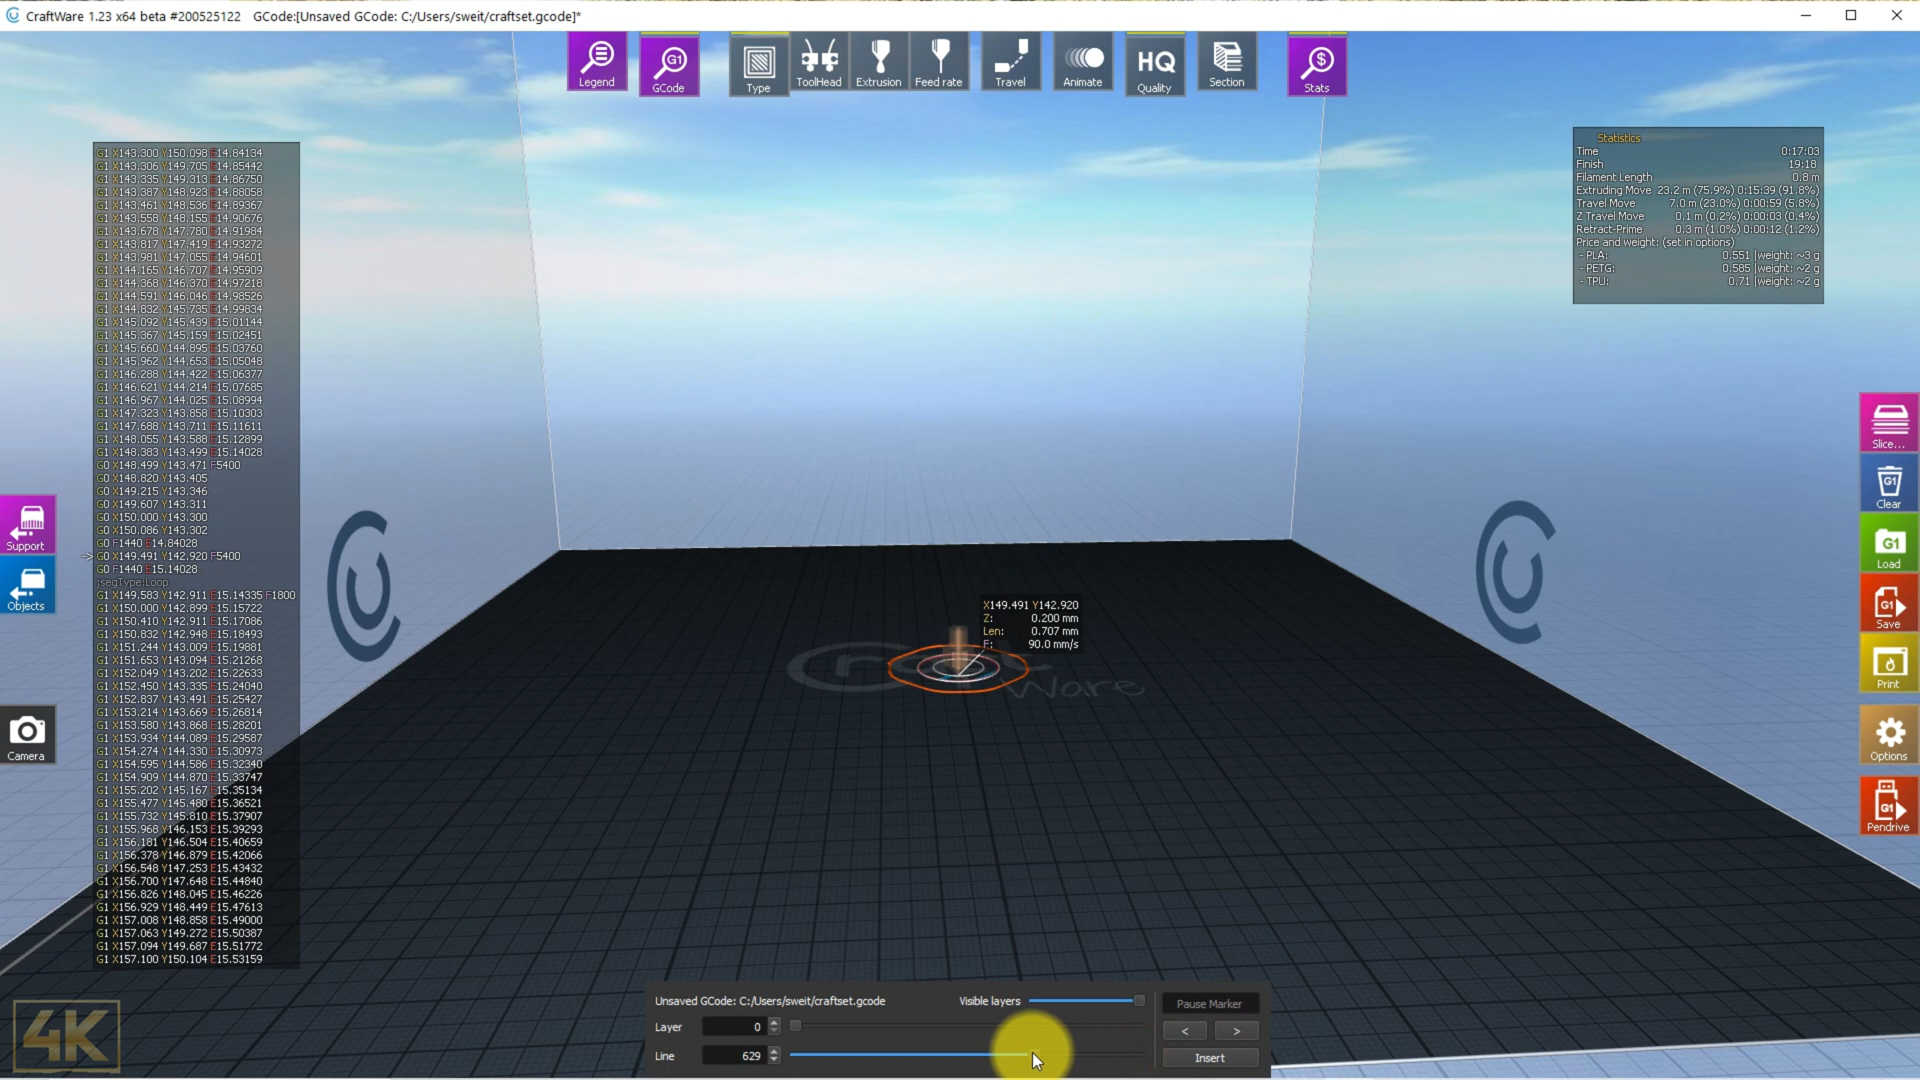 CraftWare 1.23 x64 beta #200525122 GCode:[Unsaved GCode: C:/Users/sweit/craftset.gcode]*
Legend
G1
GCode
Type
ToolHead
Extrusion
Feed rate
Travel
Animate
HQ
Quality
Section
$
Stats
G1 X143.300 Y150.098 E14.84134
G1 X143.306 Y149.705 E14.85442
G1 X143.335 Y149.313 E14.86750
G1 X143.387 Y148.923 E14.88058
G1 X143.461 Y148.536 E14.89367
G1 X143.558 Y148.155 E14.90676
G1 X143.678 Y147.780 E14.91984
G1 X143.817 Y147.419 E14.93272
G1 X143.981 Y147.055 E14.94601
G1 X144.165 Y146.707 E14.95909
G1 X144.368 Y146.370 E14.97218
G1 X144.591 Y146.046 E14.98526
G1 X144.832 Y145.735 E14.99834
G1 X145.092 Y145.439 E15.01144
G1 X145.367 Y145.159 E15.02451
G1 X145.660 Y144.895 E15.03760
G1 X145.962 Y144.653 E15.05048
G1 X146.288 Y144.422 E15.06377
G1 X146.621 Y144.214 E15.07685
G1 X146.967 Y144.025 E15.08994
G1 X147.323 Y143.858 E15.10303
G1 X147.688 Y143.711 E15.11611
G1 X148.055 Y143.588 E15.12899
G1 X148.383 Y143.499 E15.14028
G0 X148.499 Y143.471 F5400
G0 X148.820 Y143.405
G0 X149.215 Y143.346
G0 X149.607 Y143.311
G0 X150.000 Y143.300
G0 X150.086 Y143.302
G0 F1440 E14.84028
-> G0 X149.491 Y142.920 F5400
G0 F1440 E15.14028
;segType:Loop
G1 X149.583 Y142.911 E15.14335 F1800
G1 X150.000 Y142.899 E15.15722
G1 X150.410 Y142.911 E15.17086
G1 X150.832 Y142.948 E15.18493
G1 X151.244 Y143.009 E15.19881
G1 X151.653 Y143.094 E15.21268
G1 X152.049 Y143.202 E15.22633
G1 X152.450 Y143.335 E15.24040
G1 X152.837 Y143.491 E15.25427
G1 X153.214 Y143.669 E15.26814
G1 X153.580 Y143.868 E15.28201
G1 X153.934 Y144.089 E15.29587
G1 X154.274 Y144.330 E15.30973
G1 X154.595 Y144.586 E15.32340
G1 X154.909 Y144.870 E15.33747
G1 X155.202 Y145.167 E15.35134
G1 X155.477 Y145.480 E15.36521
G1 X155.732 Y145.810 E15.37907
G1 X155.968 Y146.153 E15.39293
G1 X156.181 Y146.504 E15.40659
G1 X156.378 Y146.879 E15.42066
G1 X156.548 Y147.253 E15.43432
G1 X156.700 Y147.648 E15.44840
G1 X156.826 Y148.045 E15.46226
G1 X156.929 Y148.449 E15.47613
G1 X157.008 Y148.858 E15.49000
G1 X157.063 Y149.272 E15.50387
G1 X157.094 Y149.687 E15.51772
G1 X157.100 Y150.104 E15.53159
Statistics
Time 0:17:03
Finish 19:18
Filament Length 0.8 m
Extruding Move 23.2 m (75.9%) 0:15:39 (91.8%)
Travel Move 7.0 m (23.0%) 0:00:59 (5.8%)
Z Travel Move 0.1 m (0.2%) 0:00:03 (0.4%)
Retract-Prime 0.3 m (1.0%) 0:00:12 (1.2%)
Price and weight: (set in options)
- PLA: 0.551 |weight: ~3 g
- PETG: 0.585 |weight: ~2 g
- TPU: 0.71 |weight: ~2 g
Support
Objects
Camera
Slice...
G1
Clear
G1
Load
G1
Save
Print
Options
G1
Pendrive
X149.491 Y142.920
Z: 0.200 mm
Len: 0.707 mm
F: 90.0 mm/s
Ware
4K
Unsaved GCode: C:/Users/sweit/craftset.gcode
Visible layers
Layer 0
Line 629
Pause Marker
< >
Insert